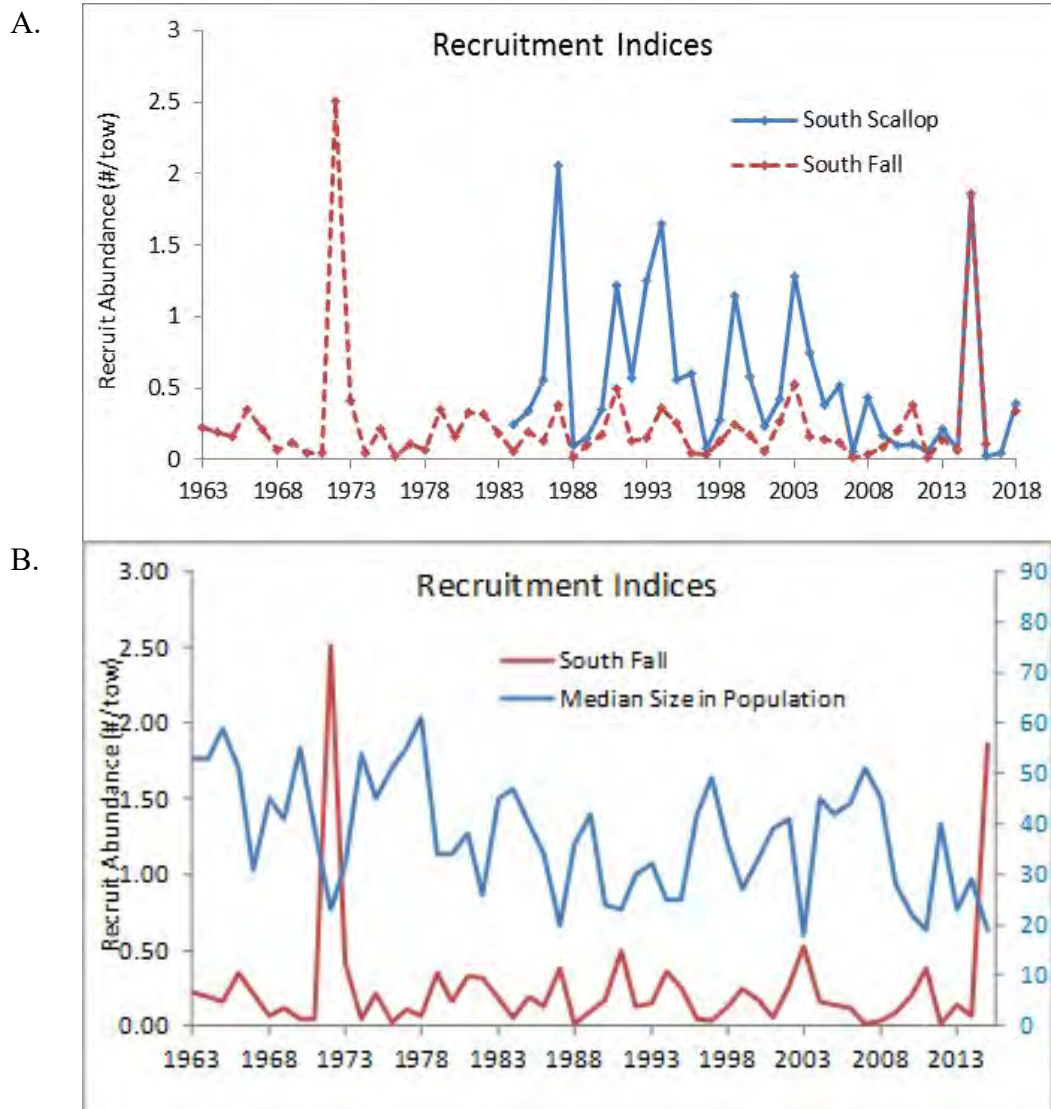 A.
Recruitment Indices
3
2.5
2
1.5
1
0.5
0
Recruit Abundance (#/tow)
South Scallop
South Fall
1963 1968 1973 1978 1983 1988 1993 1998 2003 2008 2013 2018
B.
Recruitment Indices
3.00
2.50
2.00
1.50
1.00
0.50
0.00
Recruit Abundance (#/tow)
South Fall
Median Size in Population
90
80
70
60
50
40
30
20
10
0
1963 1968 1973 1978 1983 1988 1993 1998 2003 2008 2013